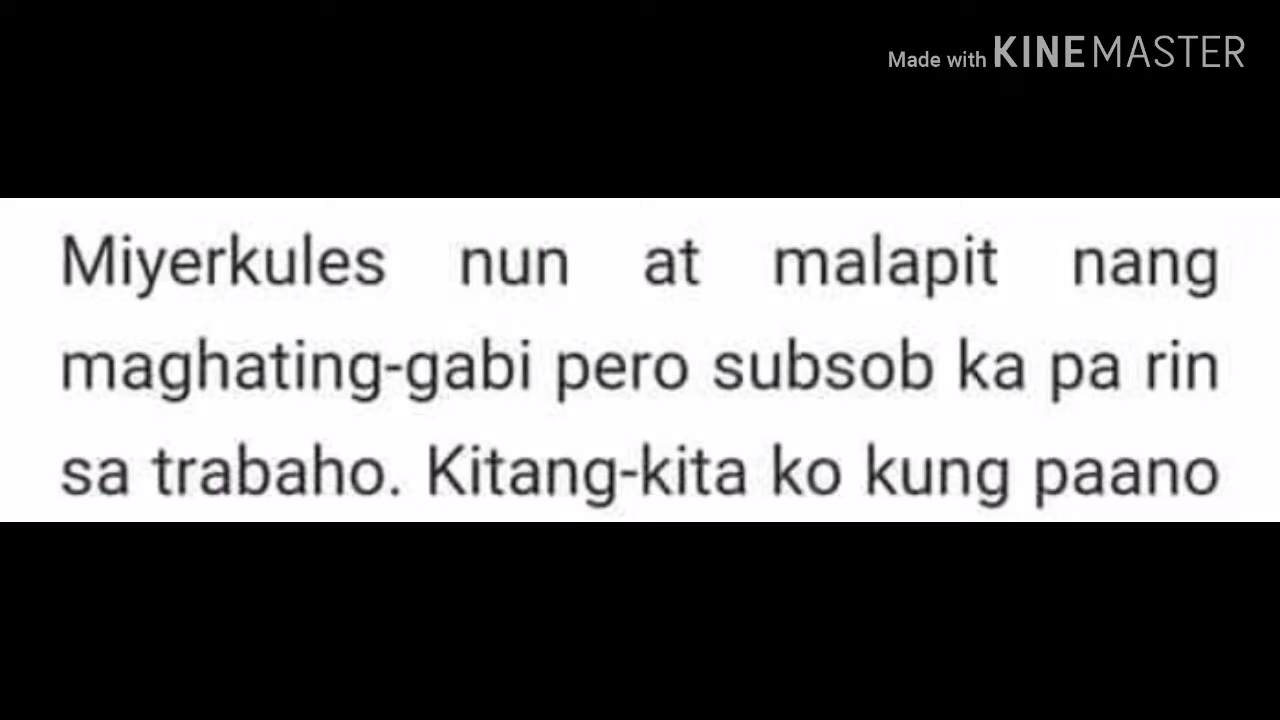 Made with KINEMASTER
Miyerkules nun at malapit nang
maghating-gabi pero subsob ka pa rin
sa trabaho. Kitang-kita ko kung paano